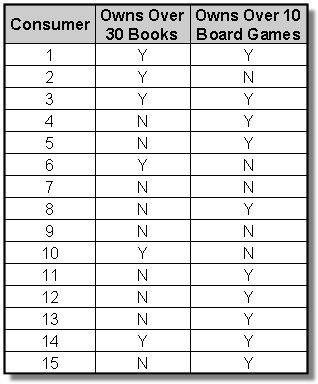 Consumer Owns Over 30 Books Owns Over 10 Board Games
1 Y Y
2 Y N
3 Y Y
4 N Y
5 N Y
6 Y N
7 N N
8 N Y
9 N N
10 Y N
11 N Y
12 N Y
13 N Y
14 Y Y
15 N Y